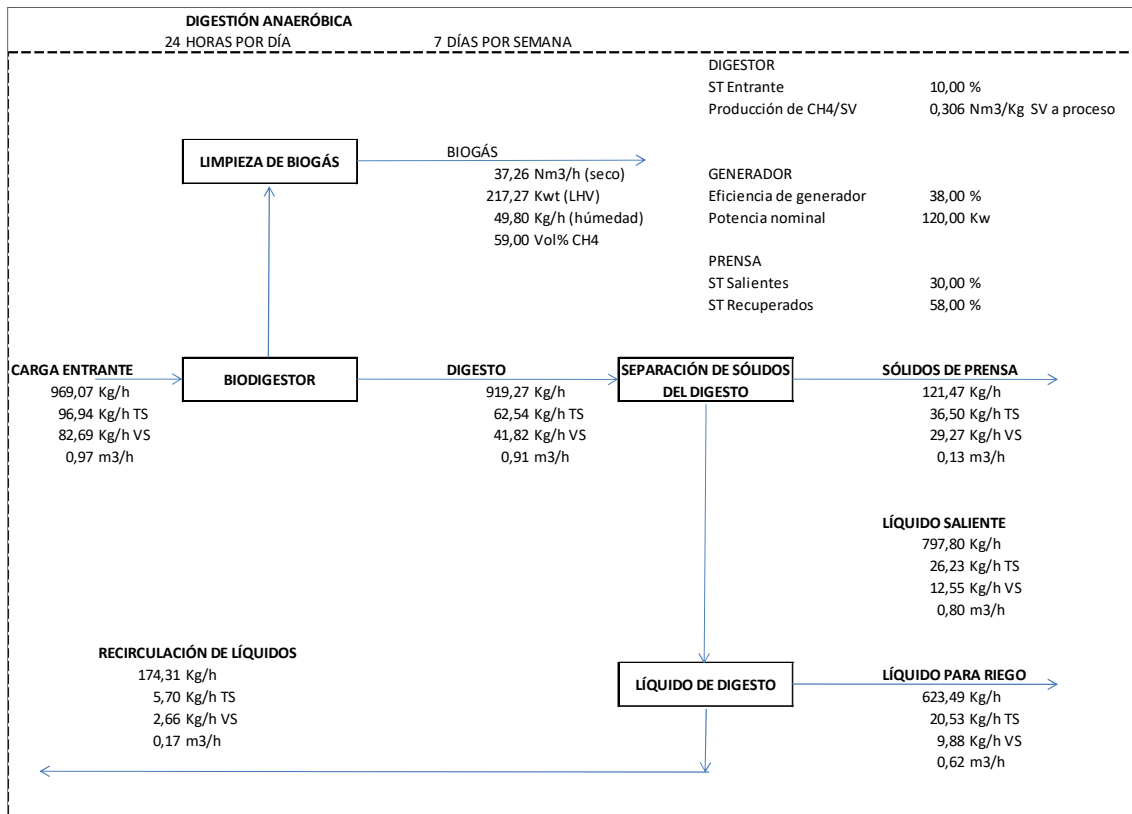 DIGESTIÓN ANAERÓBICA
24 HORAS POR DÍA 7 DÍAS POR SEMANA
DIGESTOR
ST Entrante 10,00 %
Producción de CH4/SV 0,306 Nm3/Kg SV a proceso
LIMPIEZA DE BIOGÁS
BIOGÁS
37,26 Nm3/h (seco)
217,27 Kwt (LHV)
49,80 Kg/h (húmedad)
59,00 Vol% CH4
GENERADOR
Eficiencia de generador 38,00 %
Potencia nominal 120,00 Kw
PRENSA
ST Salientes 30,00 %
ST Recuperados 58,00 %
CARGA ENTRANTE
969,07 Kg/h
96,94 Kg/h TS
82,69 Kg/h VS
0,97 m3/h
BIODIGESTOR
DIGESTO
919,27 Kg/h
62,54 Kg/h TS
41,82 Kg/h VS
0,91 m3/h
SEPARACIÓN DE SÓLIDOS
DEL DIGESTO
SÓLIDOS DE PRENSA
121,47 Kg/h
36,50 Kg/h TS
29,27 Kg/h VS
0,13 m3/h
LÍQUIDO SALIENTE
797,80 Kg/h
26,23 Kg/h TS
12,55 Kg/h VS
0,80 m3/h
RECIRCULACIÓN DE LÍQUIDOS
174,31 Kg/h
5,70 Kg/h TS
2,66 Kg/h VS
0,17 m3/h
LÍQUIDO DE DIGESTO
LÍQUIDO PARA RIEGO
623,49 Kg/h
20,53 Kg/h TS
9,88 Kg/h VS
0,62 m3/h